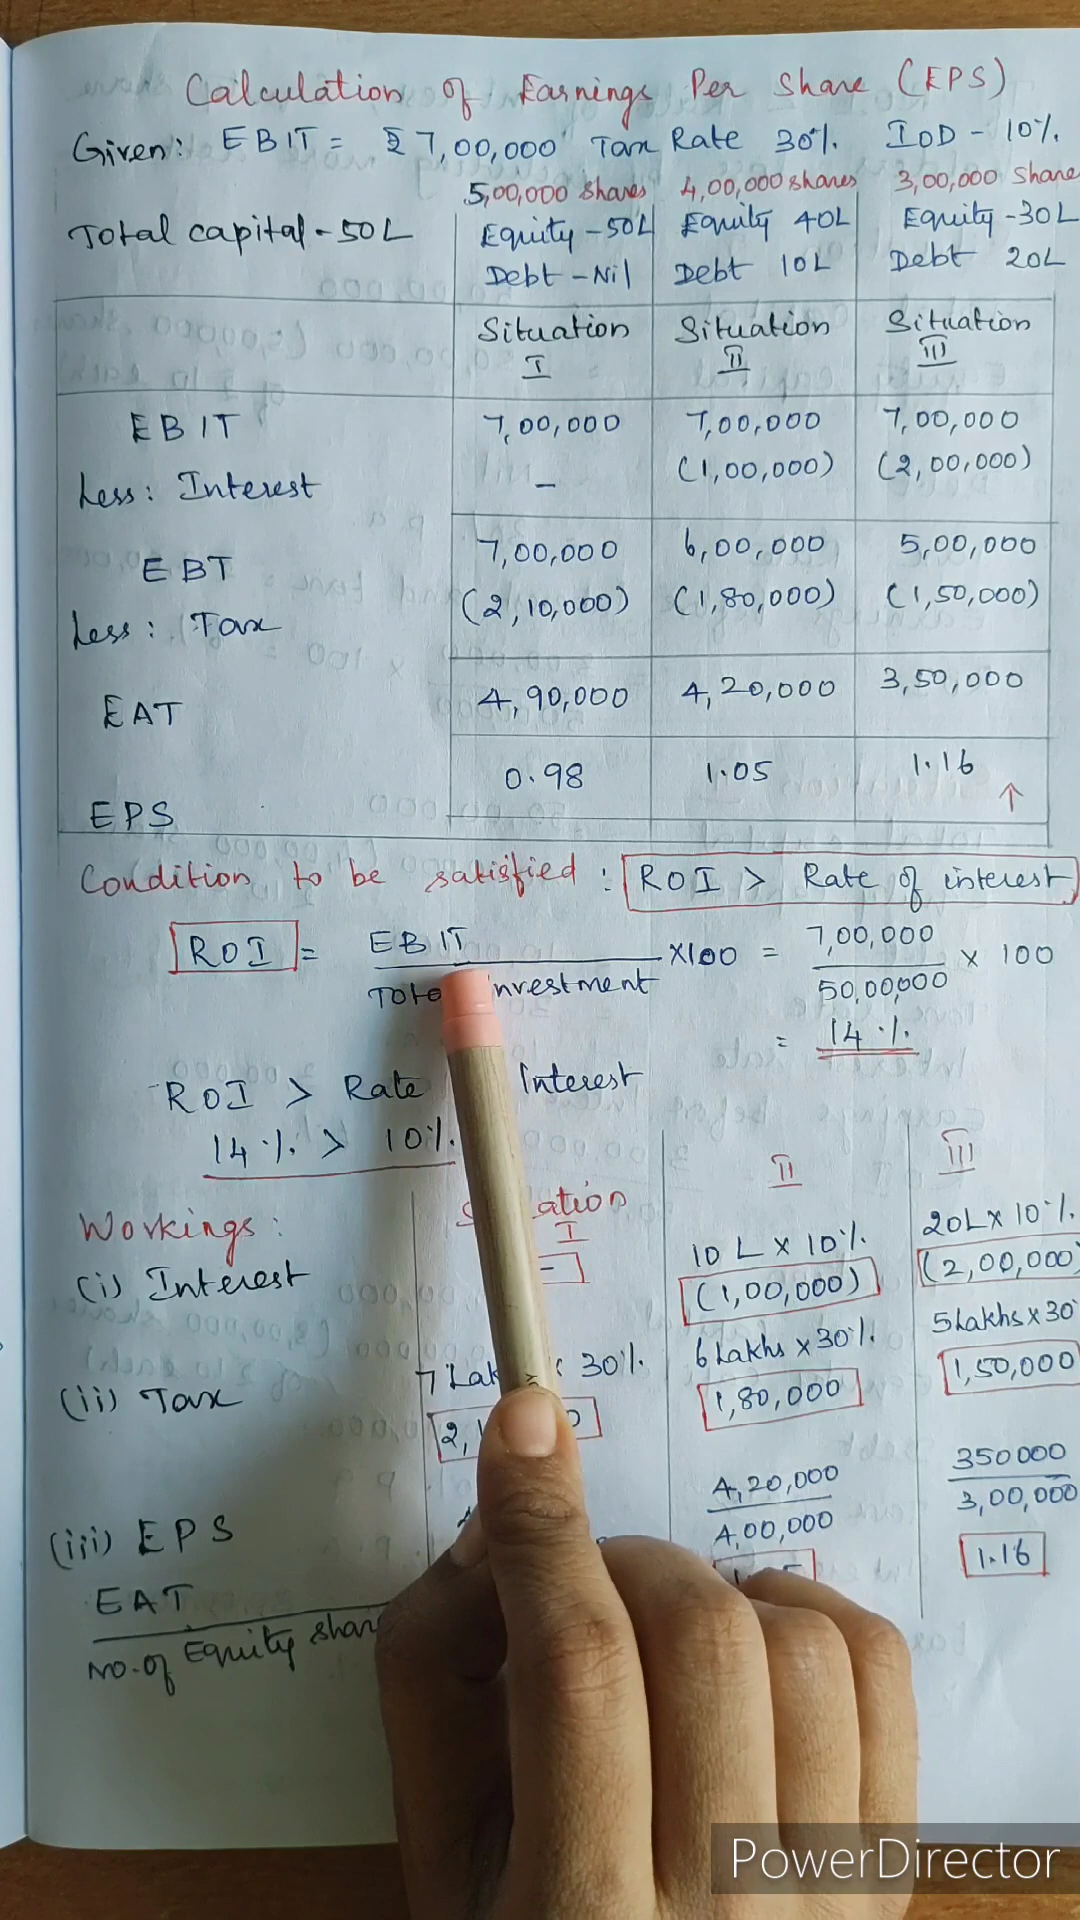 Calculation of Earnings Per Share (EPS)
Given: EBIT = ₹ 7,00,000 Tax Rate 30% IOD - 10%
5,00,000 shares 4,00,000 shares 3,00,000 Share
Total capital - 50L Equity - 50L Equity 40L Equity - 30L
Debt - Nil Debt 10L Debt 20L
Situation Situation Situation
I II III
EBIT 7,00,000 7,00,000 7,00,000
Less: Interest - (1,00,000) (2,00,000)
EBT 7,00,000 6,00,000 5,00,000
Less: Tax (2,10,000) (1,80,000) (1,50,000)
EAT 4,90,000 4,20,000 3,50,000
EPS 0.98 1.05 1.16 ↑
Condition to be satisfied: ROI > Rate of interest
ROI = EBIT ×100 = 7,00,000 × 100
nvestment 50,00,000
= 14%
ROI > Rate Interest
14% > 10%
Workings: I II III
(i) Interest - 10 L × 10% 20L × 10%
(1,00,000) (2,00,000)
(ii) Tax 7 Lak × 30% 6 Lakhs × 30% 5 Lakhs × 30
1,80,000 1,50,000
(iii) EPS 4,20,000 350000
4,00,000 3,00,000
1.16
EAT
No. of Equity shar
PowerDirector